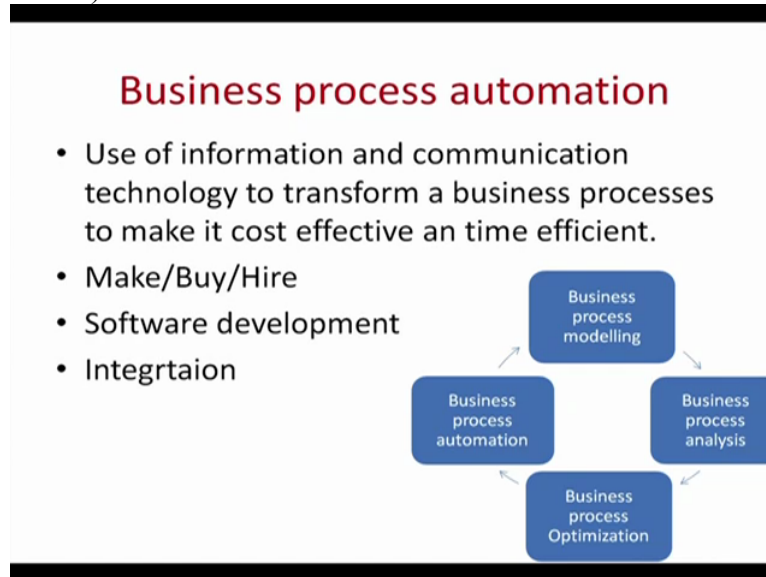 Business process automation
• Use of information and communication
technology to transform a business processes
to make it cost effective an time efficient.
• Make/Buy/Hire
• Software development
• Integrtaion
Business
process
modelling
Business
process
automation
Business
process
analysis
Business
process
Optimization